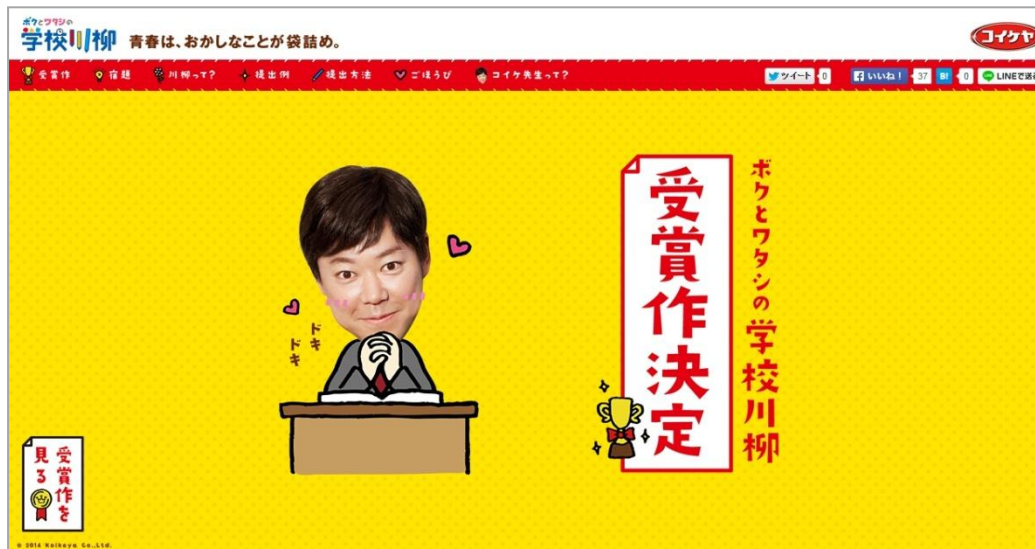 ボクとワタシの
学校川柳
青春は、おかしなことが袋詰め。
コイケヤ
受賞作
宿題
川柳って?
提出例
提出方法
ごほうび
コイケ先生って?
ツイート
0
いいね!
37
B!
0
LINEで送
ドキ
ドキ
ボクとワタシの学校川柳
受賞作決定
受賞作を
見る
© 2014 Koikeya Co.,Ltd.